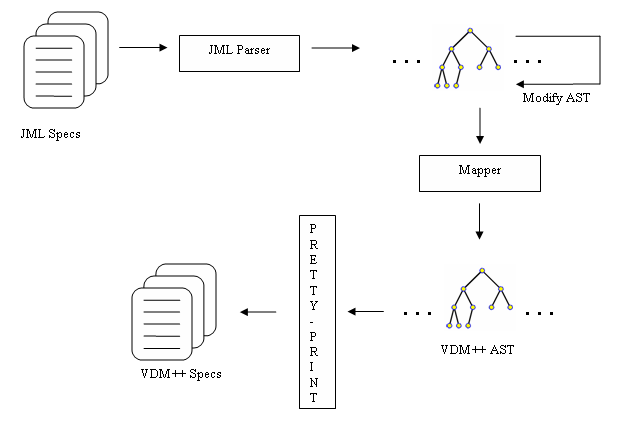 JML Parser
. . .
. . .
Modify AST
JML Specs
Mapper
P
R
E
T
T
Y
-
P
R
I
N
T
. . .
. . .
VDM++ AST
VDM++ Specs